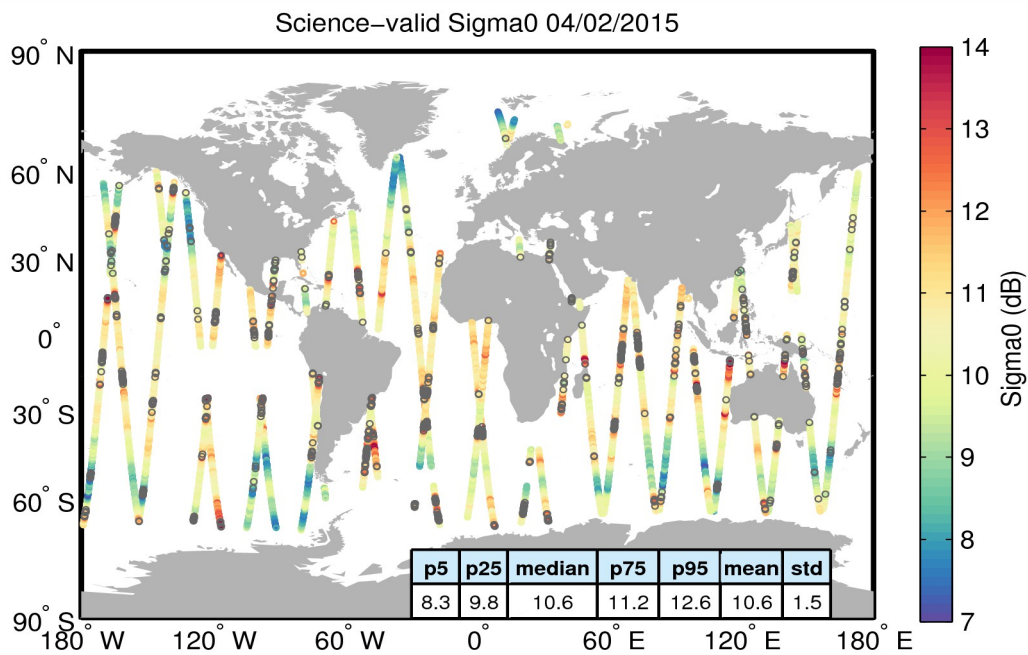 Science−valid Sigma0 04/02/2015
90° N
60° N
30° N
0°
30° S
60° S
90° S
180° W
120° W
60° W
0°
60° E
120° E
180° E
p5 p25 median p75 p95 mean std
8.3 9.8 10.6 11.2 12.6 10.6 1.5
14
13
12
11
10
9
8
7
Sigma0 (dB)